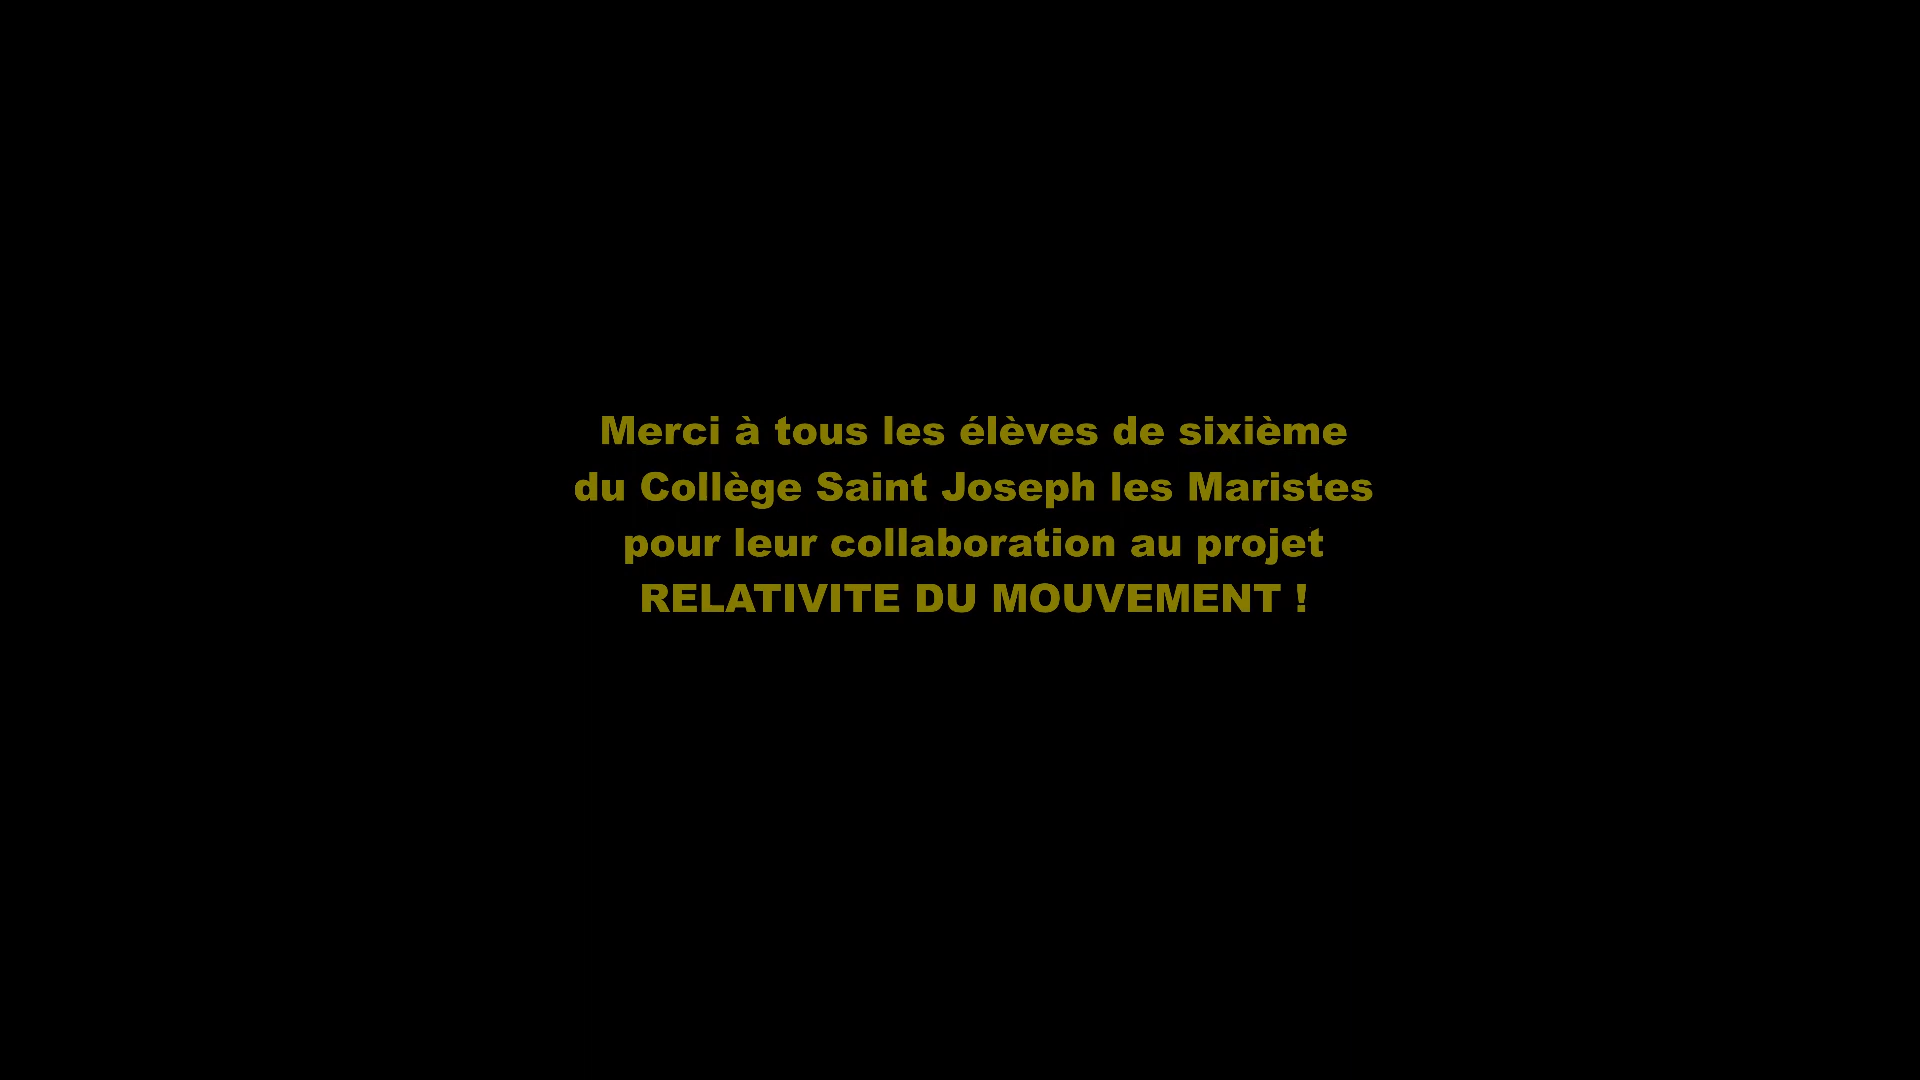 Merci à tous les élèves de sixième
du Collège Saint Joseph les Maristes
pour leur collaboration au projet
RELATIVITE DU MOUVEMENT !